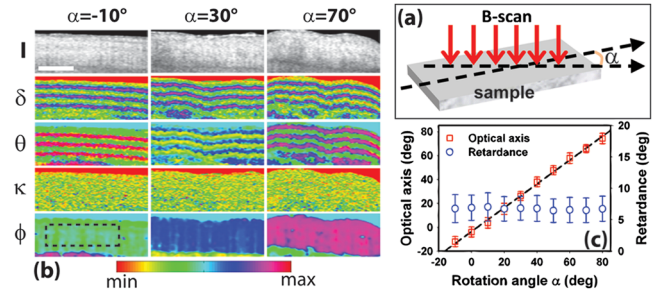 α=-10° α=30° α=70°
I
δ
θ
κ
ϕ
(b)
min max
(a)
B-scan
α
sample
Optical axis
Retardance
Optical axis (deg)
80
60
40
20
0
-20
Retardance (deg)
20
15
10
5
0
(c)
-10 0 10 20 30 40 50 60 70 80
Rotation angle α (deg)